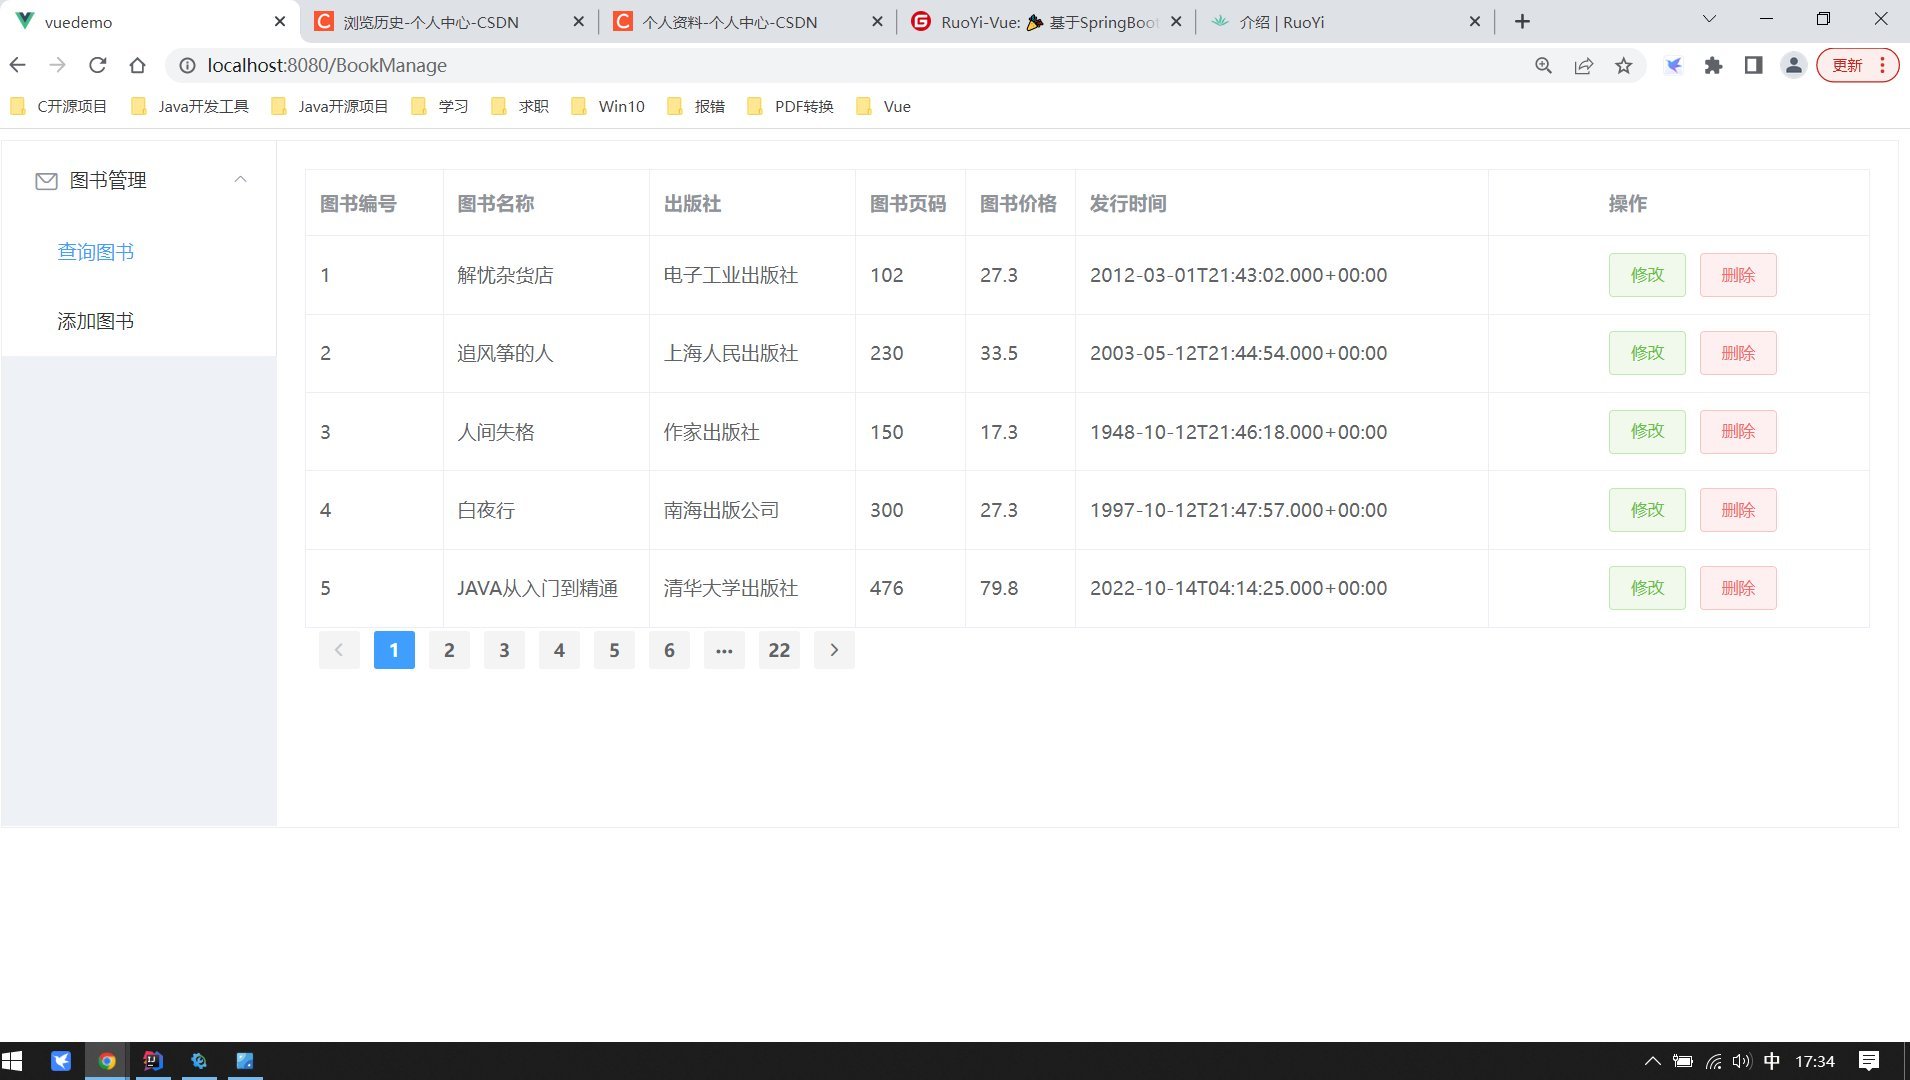 vuedemo
浏览历史-个人中心-CSDN
个人资料-个人中心-CSDN
RuoYi-Vue: 基于SpringBoot
介绍 | RuoYi
localhost:8080/BookManage
更新
C开源项目 Java开发工具 Java开源项目 学习 求职 Win10 报错 PDF转换 Vue
图书管理
查询图书
添加图书
图书编号 图书名称 出版社 图书页码 图书价格 发行时间 操作
1 解忧杂货店 电子工业出版社 102 27.3 2012-03-01T21:43:02.000+00:00 修改 删除
2 追风筝的人 上海人民出版社 230 33.5 2003-05-12T21:44:54.000+00:00 修改 删除
3 人间失格 作家出版社 150 17.3 1948-10-12T21:46:18.000+00:00 修改 删除
4 白夜行 南海出版公司 300 27.3 1997-10-12T21:47:57.000+00:00 修改 删除
5 JAVA从入门到精通 清华大学出版社 476 79.8 2022-10-14T04:14:25.000+00:00 修改 删除
1 2 3 4 5 6 ··· 22
中 17:34